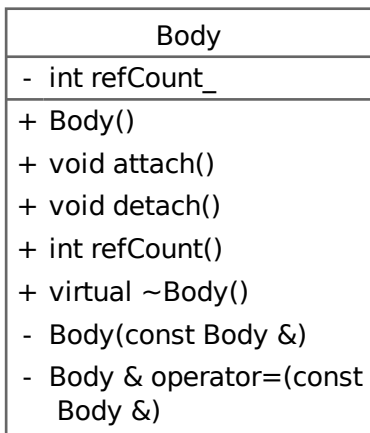 Body
- int refCount_
+ Body()
+ void attach()
+ void detach()
+ int refCount()
+ virtual ~Body()
- Body(const Body &)
- Body & operator=(const
Body &)